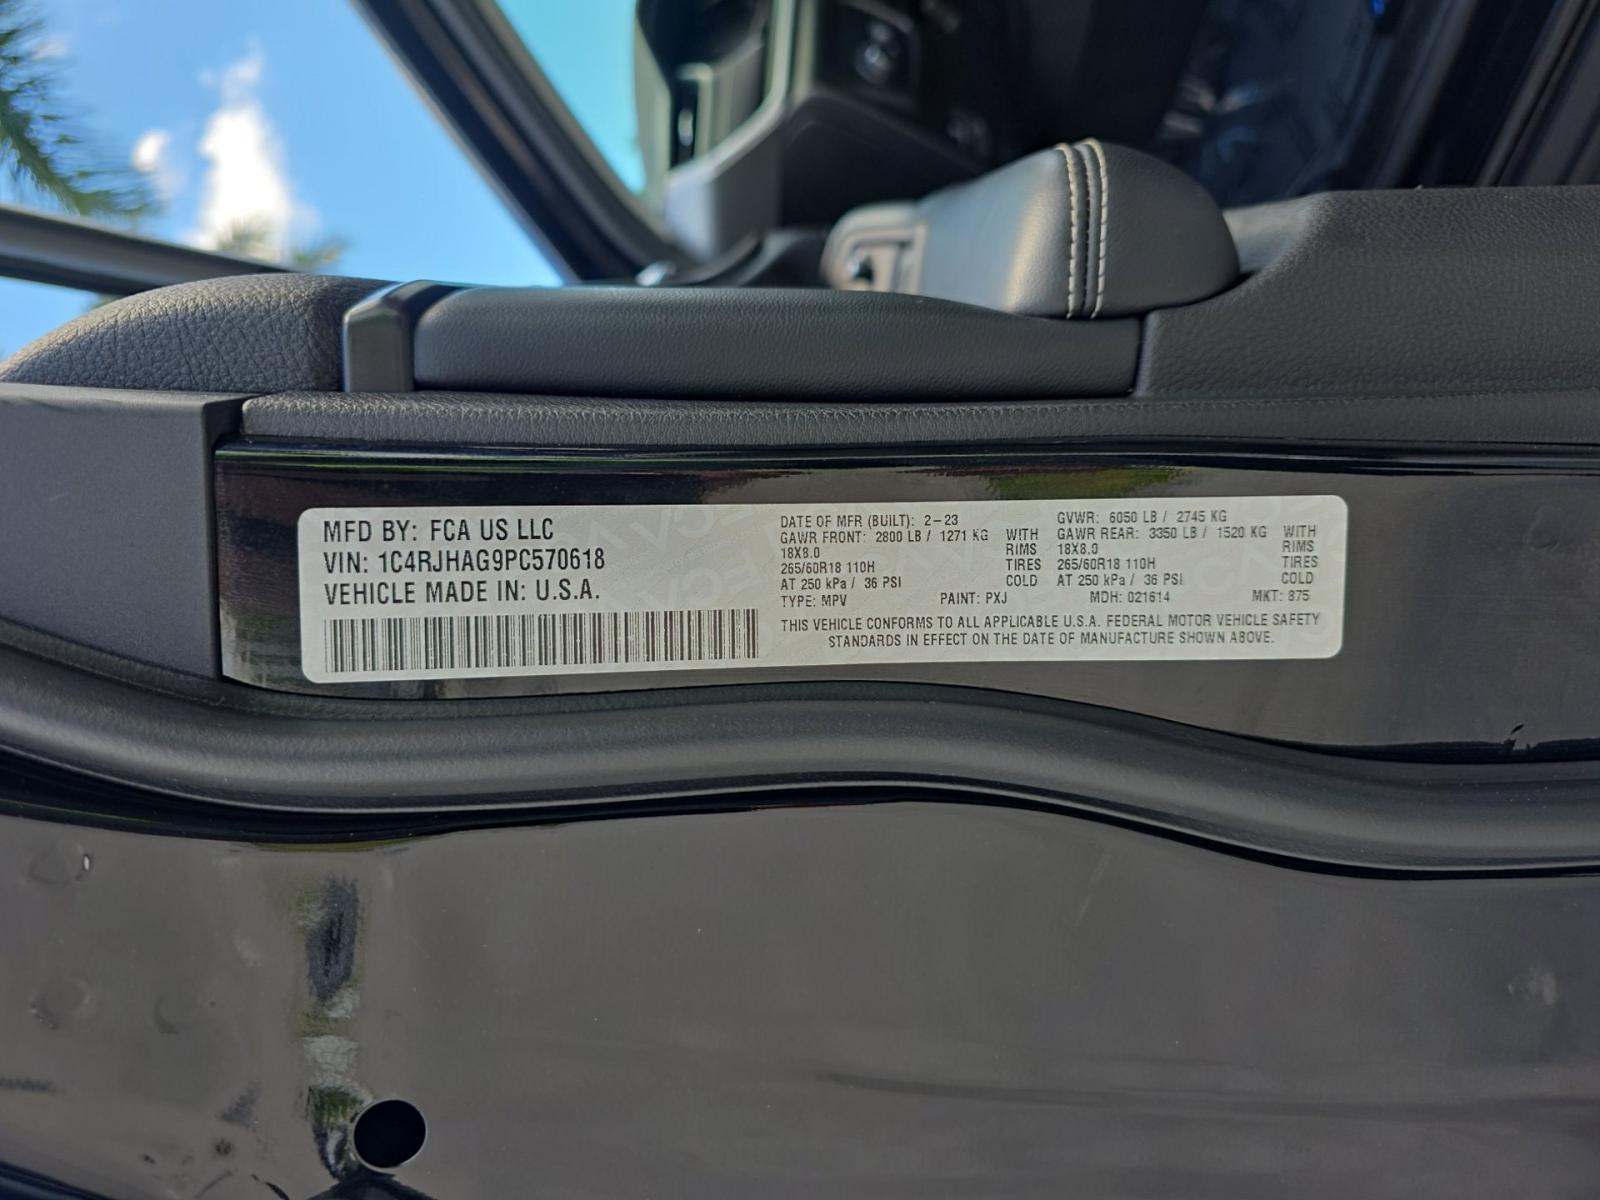 MFD BY: FCA US LLC
VIN: 1C4RJHAG9PC570618
VEHICLE MADE IN: U.S.A.
DATE OF MFR (BUILT): 2-23
GAWR FRONT: 2800 LB / 1271 KG WITH
18X8.0 RIMS
265/60R18 110H TIRES
AT 250 kPa / 36 PSI COLD
GVWR: 6050 LB / 2745 KG
GAWR REAR: 3350 LB / 1520 KG WITH
18X8.0 RIMS
265/60R18 110H TIRES
AT 250 kPa / 36 PSI COLD
TYPE: MPV PAINT: PXJ MDH: 021614 MKT: 875
THIS VEHICLE CONFORMS TO ALL APPLICABLE U.S.A. FEDERAL MOTOR VEHICLE SAFETY
STANDARDS IN EFFECT ON THE DATE OF MANUFACTURE SHOWN ABOVE.